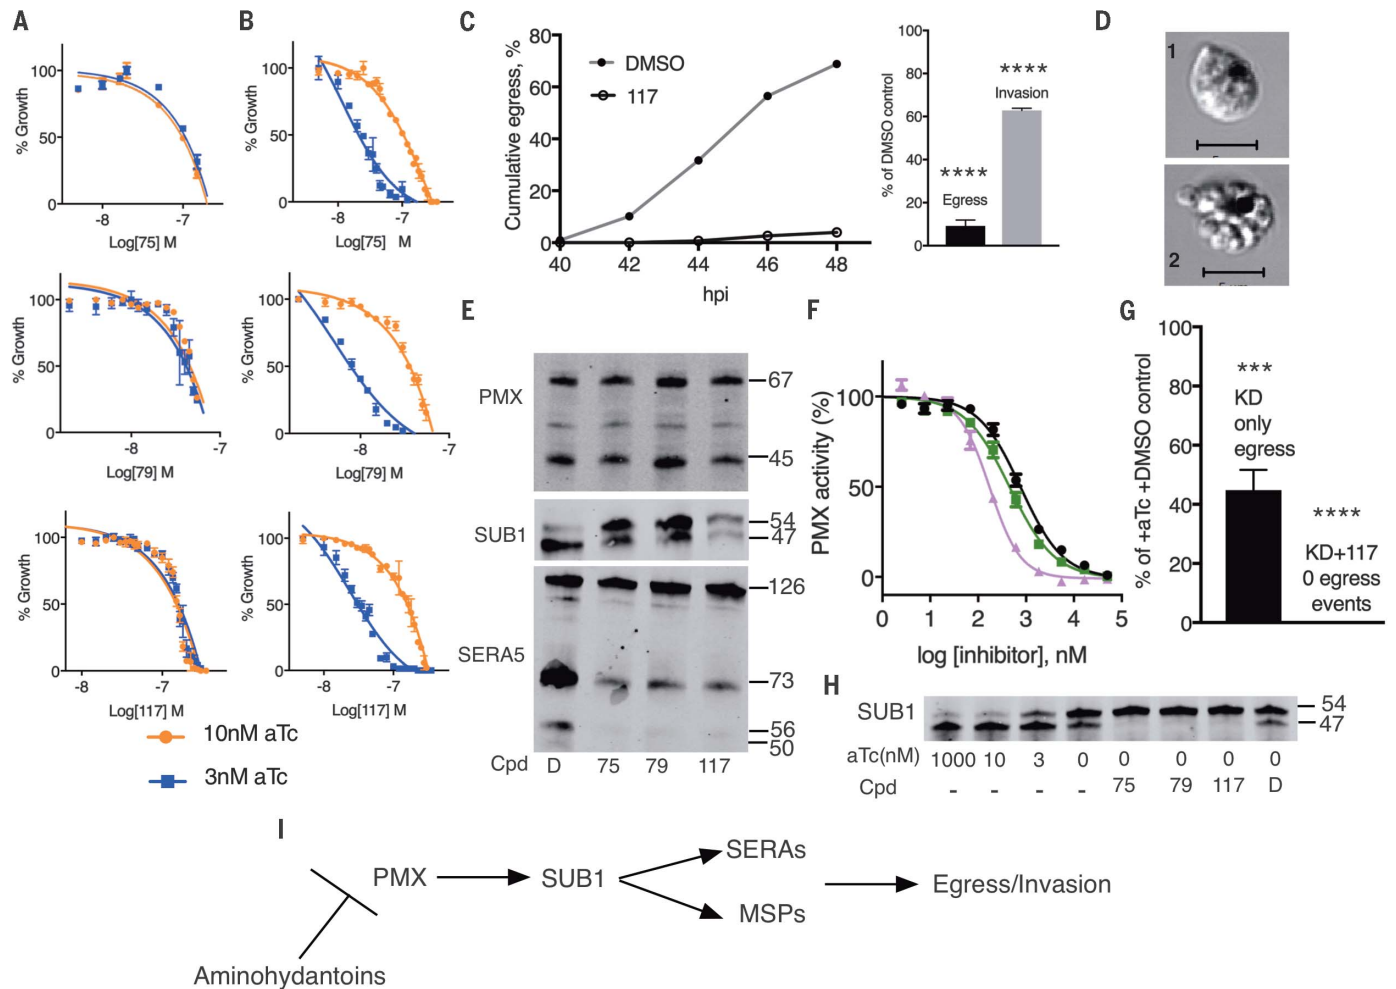 A
% Growth
100
50
0
-8
-7
Log[75] M
% Growth
100
50
0
-8
-7
Log[79] M
% Growth
100
50
0
-8
-7
Log[117] M
10nM aTc
3nM aTc
B
% Growth
100
50
0
-8
-7
Log[75] M
% Growth
100
50
0
-8
-7
Log[79] M
% Growth
100
50
0
-8
-7
Log[117] M
C
Cumulative egress, %
80
60
40
20
0
40
42
44
46
48
hpi
DMSO
117
% of DMSO control
100
80
60
40
20
0
****
Egress
****
Invasion
D
1
2
E
PMX
67
45
SUB1
54
47
SERA5
126
73
56
50
Cpd
D
75
79
117
F
PMX activity (%)
100
50
0
0
1
2
3
4
5
log [inhibitor], nM
G
% of +aTc +DMSO control
100
80
60
40
20
0
***
KD
only
egress
****
KD+117
0 egress
events
H
SUB1
54
47
aTc(nM)
1000
10
3
0
0
0
0
0
Cpd
-
-
-
-
75
79
117
D
I
Aminohydantoins
PMX
SUB1
SERAs
MSPs
Egress/Invasion